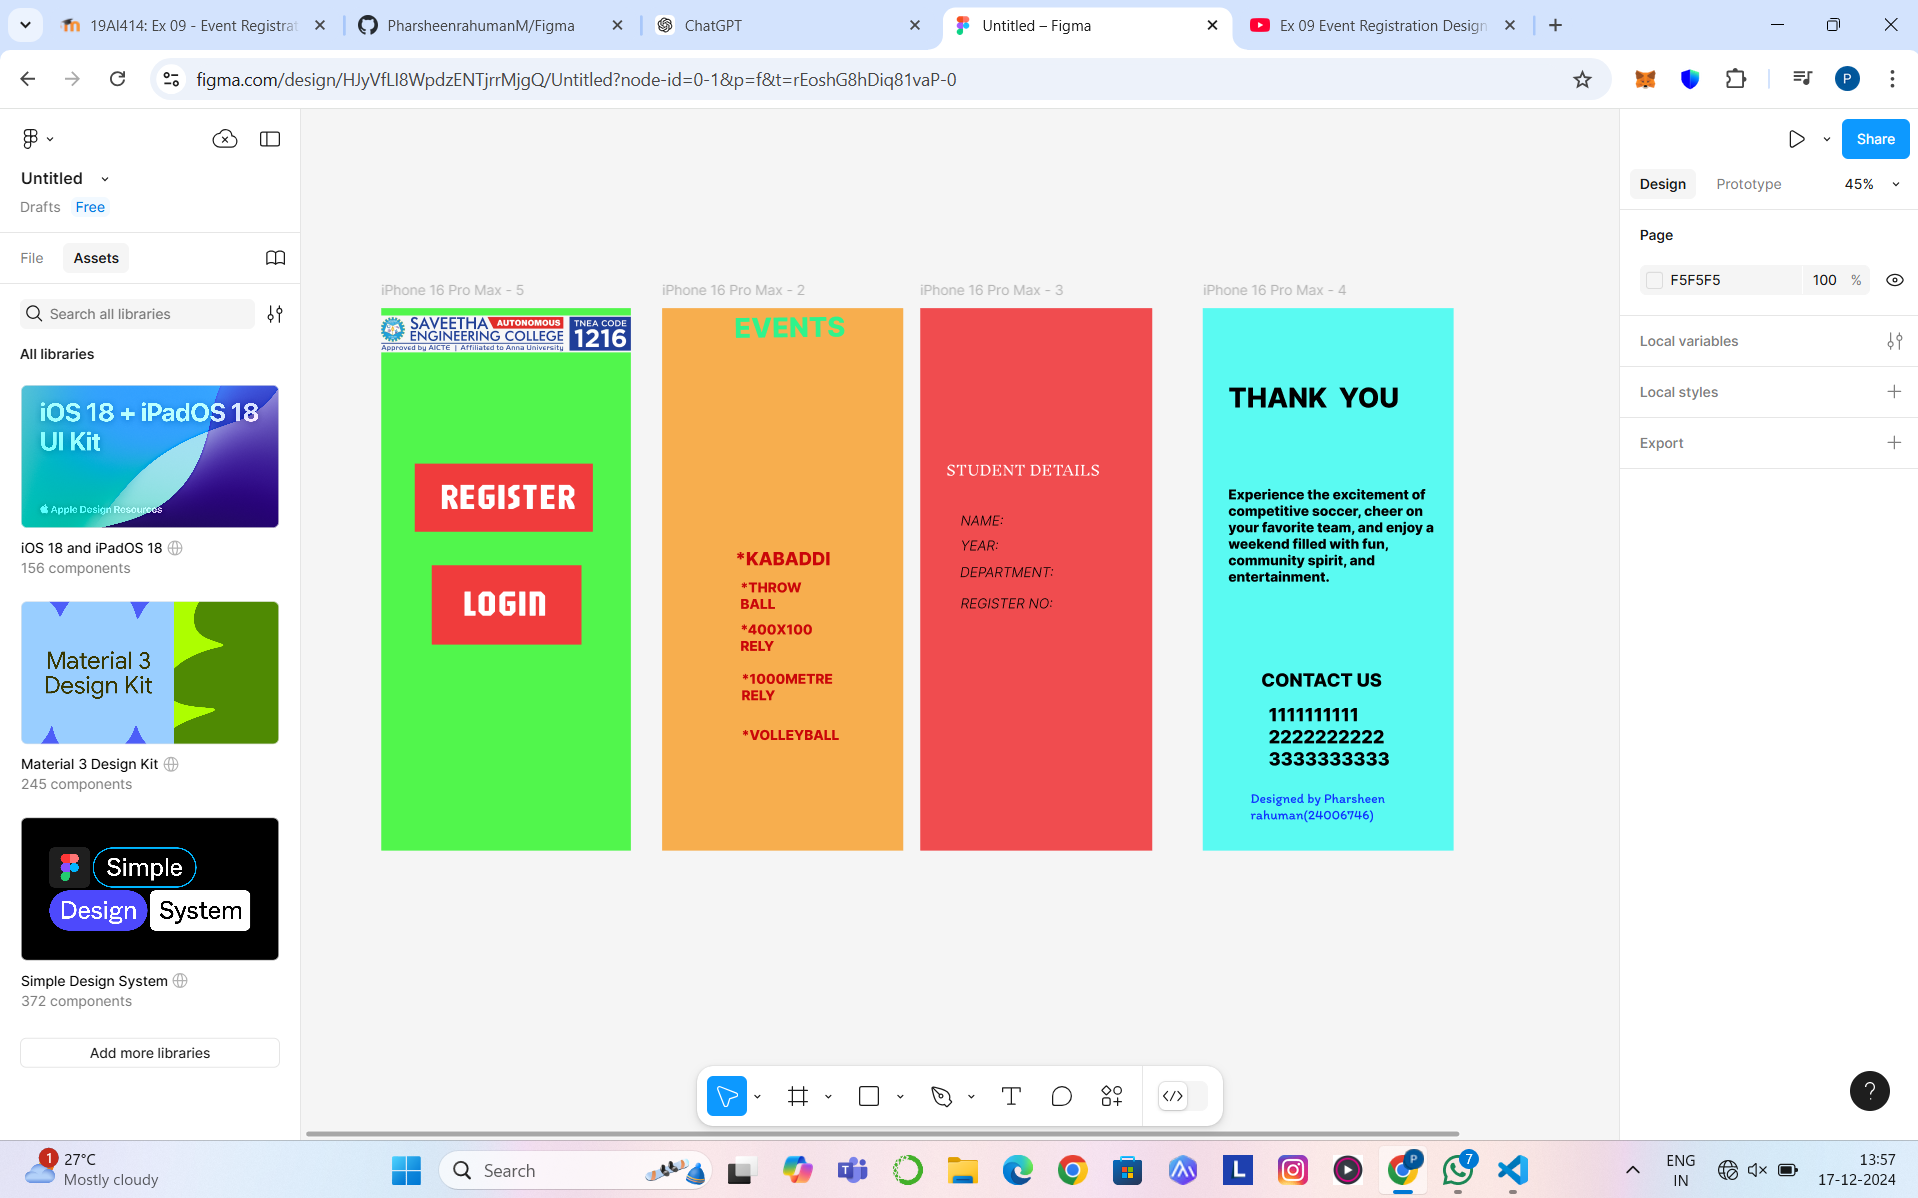 19AI414: Ex 09 - Event Registrat
PharsheenrahumanM/Figma
ChatGPT
Untitled – Figma
Ex 09 Event Registration Design
figma.com/design/HJyVfLI8WpdzENTjrrMjgQ/Untitled?node-id=0-1&p=f&t=rEoshG8hDiq81vaP-0
P
Untitled
Drafts Free
File Assets
Search all libraries
All libraries
iOS 18 + iPadOS 18
UI Kit
Apple Design Resources
iOS 18 and iPadOS 18
156 components
Material 3
Design Kit
Material 3 Design Kit
245 components
Simple
Design System
Simple Design System
372 components
Add more libraries
iPhone 16 Pro Max - 5
SAVEETHA AUTONOMOUS
ENGINEERING COLLEGE
Approved by AICTE | Affiliated to Anna University
TNEA CODE
1216
REGISTER
LOGIN
iPhone 16 Pro Max - 2
EVENTS
*KABADDI
*THROW
BALL
*400X100
RELY
*1000METRE
RELY
*VOLLEYBALL
iPhone 16 Pro Max - 3
STUDENT DETAILS
NAME:
YEAR:
DEPARTMENT:
REGISTER NO:
iPhone 16 Pro Max - 4
THANK YOU
Experience the excitement of
competitive soccer, cheer on
your favorite team, and enjoy a
weekend filled with fun,
community spirit, and
entertainment.
CONTACT US
1111111111
2222222222
3333333333
Designed by Pharsheen
rahuman(24006746)
Share
Design Prototype 45%
Page
F5F5F5 100 %
Local variables
Local styles
Export
?
1
27°C
Mostly cloudy
Search
L
P
7
ENG
IN
13:57
17-12-2024